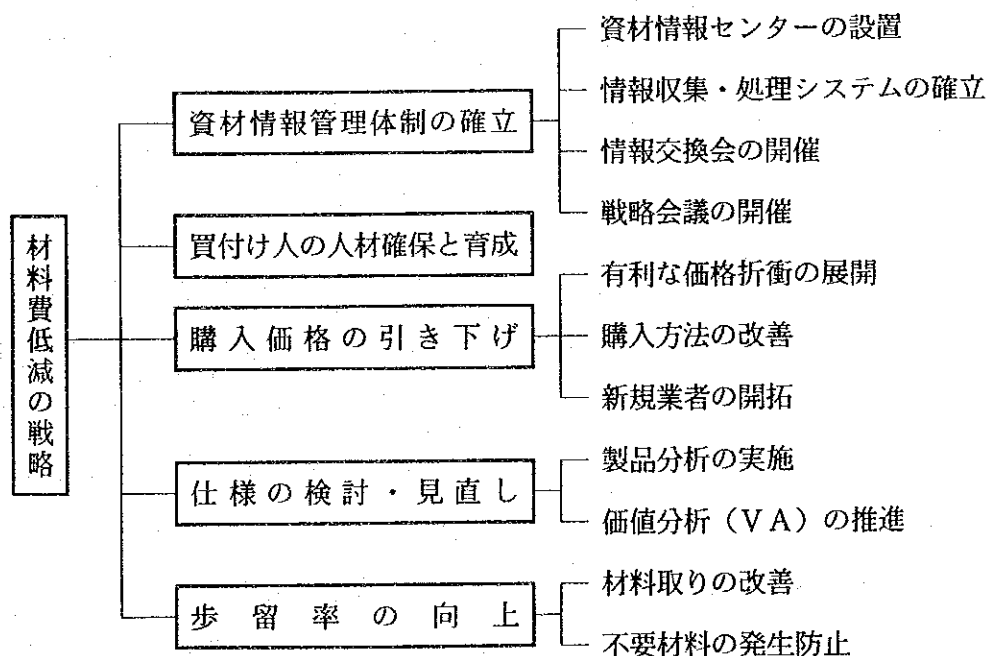 材料費低減の戦略
資材情報管理体制の確立
資材情報センターの設置
情報収集・処理システムの確立
情報交換会の開催
戦略会議の開催
買付け人の人材確保と育成
購入価格の引き下げ
有利な価格折衝の展開
購入方法の改善
新規業者の開拓
仕様の検討・見直し
製品分析の実施
価値分析（ＶＡ）の推進
歩留率の向上
材料取りの改善
不要材料の発生防止